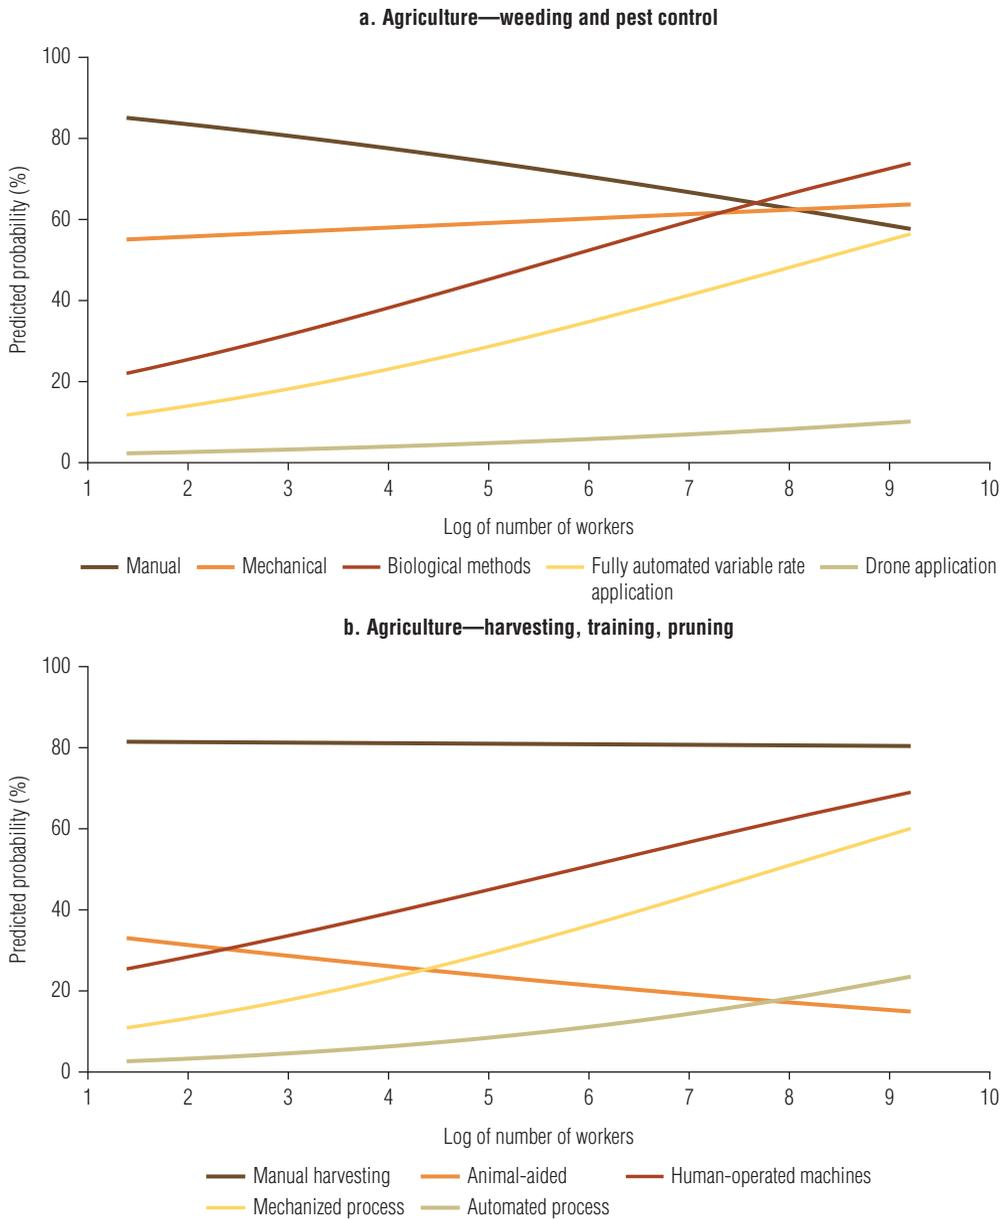 a. Agriculture—weeding and pest control
Predicted probability (%)
100
80
60
40
20
0
1 2 3 4 5 6 7 8 9 10
Log of number of workers
Manual Mechanical Biological methods Fully automated variable rate Drone application
application
b. Agriculture—harvesting, training, pruning
Predicted probability (%)
100
80
60
40
20
0
1 2 3 4 5 6 7 8 9 10
Log of number of workers
Manual harvesting Animal-aided Human-operated machines
Mechanized process Automated process